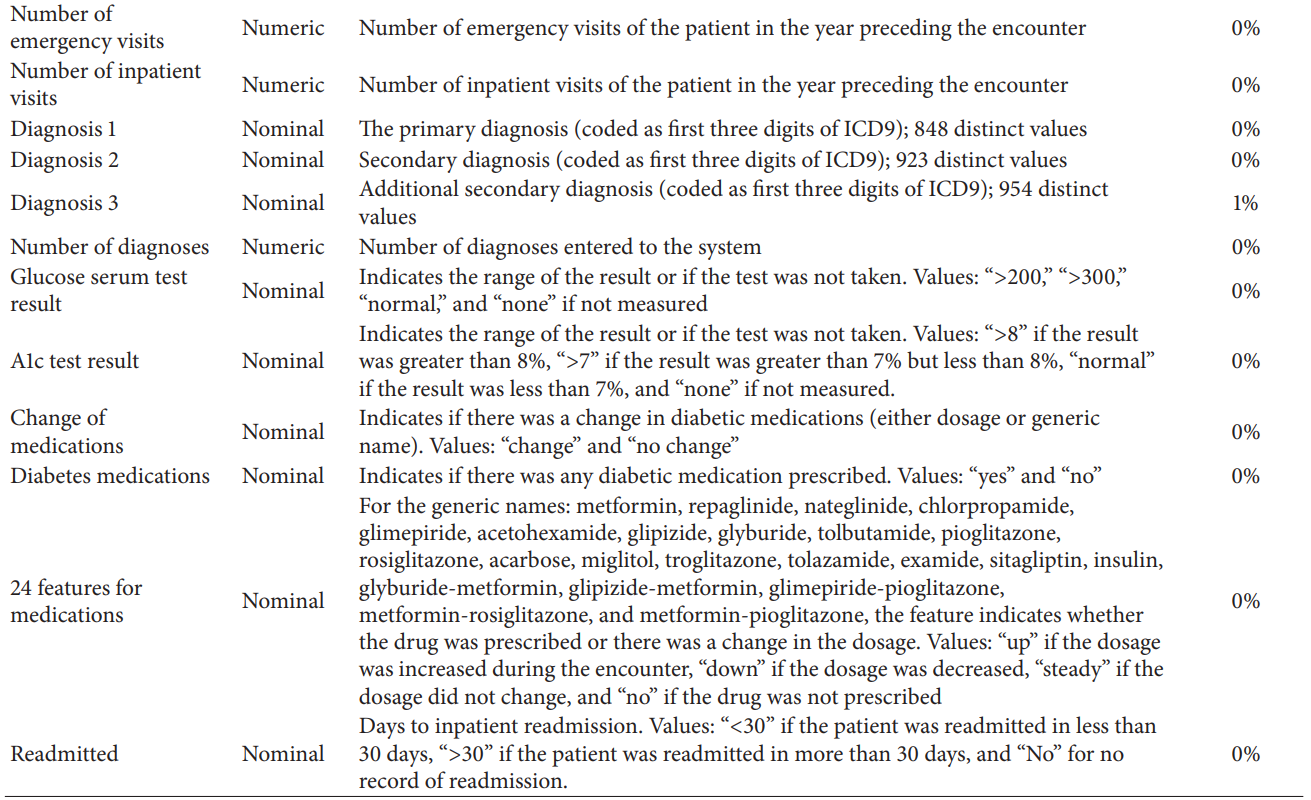 Number of
emergency visits
Numeric
Number of emergency visits of the patient in the year preceding the encounter
0%
Number of inpatient
visits
Numeric
Number of inpatient visits of the patient in the year preceding the encounter
0%
Diagnosis 1
Nominal
The primary diagnosis (coded as first three digits of ICD9); 848 distinct values
0%
Diagnosis 2
Nominal
Secondary diagnosis (coded as first three digits of ICD9); 923 distinct values
0%
Diagnosis 3
Nominal
Additional secondary diagnosis (coded as first three digits of ICD9); 954 distinct
values
1%
Number of diagnoses
Numeric
Number of diagnoses entered to the system
0%
Glucose serum test
result
Nominal
Indicates the range of the result or if the test was not taken. Values: “>200,” “>300,”
“normal,” and “none” if not measured
0%
A1c test result
Nominal
Indicates the range of the result or if the test was not taken. Values: “>8” if the result
was greater than 8%, “>7” if the result was greater than 7% but less than 8%, “normal”
if the result was less than 7%, and “none” if not measured.
0%
Change of
medications
Nominal
Indicates if there was a change in diabetic medications (either dosage or generic
name). Values: “change” and “no change”
0%
Diabetes medications
Nominal
Indicates if there was any diabetic medication prescribed. Values: “yes” and “no”
0%
24 features for
medications
Nominal
For the generic names: metformin, repaglinide, nateglinide, chlorpropamide,
glimepiride, acetohexamide, glipizide, glyburide, tolbutamide, pioglitazone,
rosiglitazone, acarbose, miglitol, troglitazone, tolazamide, examide, sitagliptin, insulin,
glyburide-metformin, glipizide-metformin, glimepiride-pioglitazone,
metformin-rosiglitazone, and metformin-pioglitazone, the feature indicates whether
the drug was prescribed or there was a change in the dosage. Values: “up” if the dosage
was increased during the encounter, “down” if the dosage was decreased, “steady” if the
dosage did not change, and “no” if the drug was not prescribed
0%
Readmitted
Nominal
Days to inpatient readmission. Values: “<30” if the patient was readmitted in less than
30 days, “>30” if the patient was readmitted in more than 30 days, and “No” for no
record of readmission.
0%